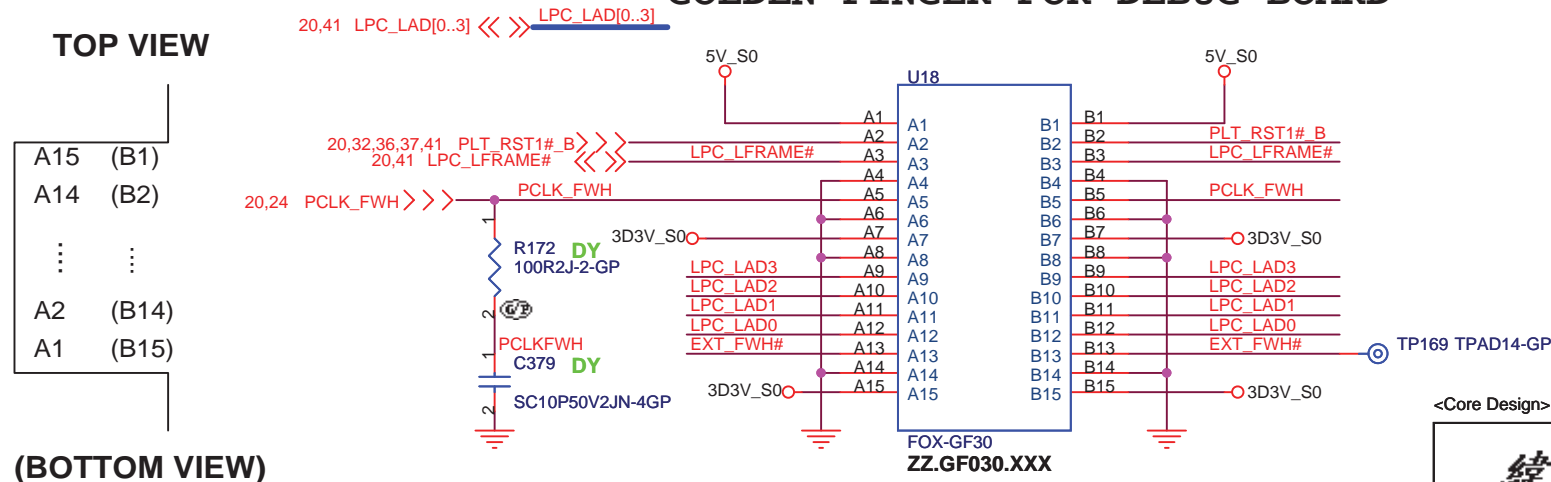 GOLDEN FINGER FOR DEBUG BOARD
20,41 LPC_LAD[0..3] LPC_LAD[0..3]
TOP VIEW
A15 (B1)
A14 (B2)
A2 (B14)
A1 (B15)
(BOTTOM VIEW)
5V_S0
5V_S0
U18
20,32,36,37,41 PLT_RST1#_B
20,41 LPC_LFRAME#
LPC_LFRAME#
20,24 PCLK_FWH
PCLK_FWH
1
R172 DY
100R2J-2-GP
2
G/P
PCLKFWH
1
C379 DY
SC10P50V2JN-4GP
2
3D3V_S0
LPC_LAD3
LPC_LAD2
LPC_LAD1
LPC_LAD0
EXT_FWH#
3D3V_S0
A1 A1 B1 B1
A2 A2 B2 B2
A3 A3 B3 B3
A4 A4 B4 B4
A5 A5 B5 B5
A6 A6 B6 B6
A7 A7 B7 B7
A8 A8 B8 B8
A9 A9 B9 B9
A10 A10 B10 B10
A11 A11 B11 B11
A12 A12 B12 B12
A13 A13 B13 B13
A14 A14 B14 B14
A15 A15 B15 B15
PLT_RST1#_B
LPC_LFRAME#
PCLK_FWH
3D3V_S0
LPC_LAD3
LPC_LAD2
LPC_LAD1
LPC_LAD0
EXT_FWH#
TP169 TPAD14-GP
3D3V_S0
FOX-GF30
ZZ.GF030.XXX
<Core Design>
緯